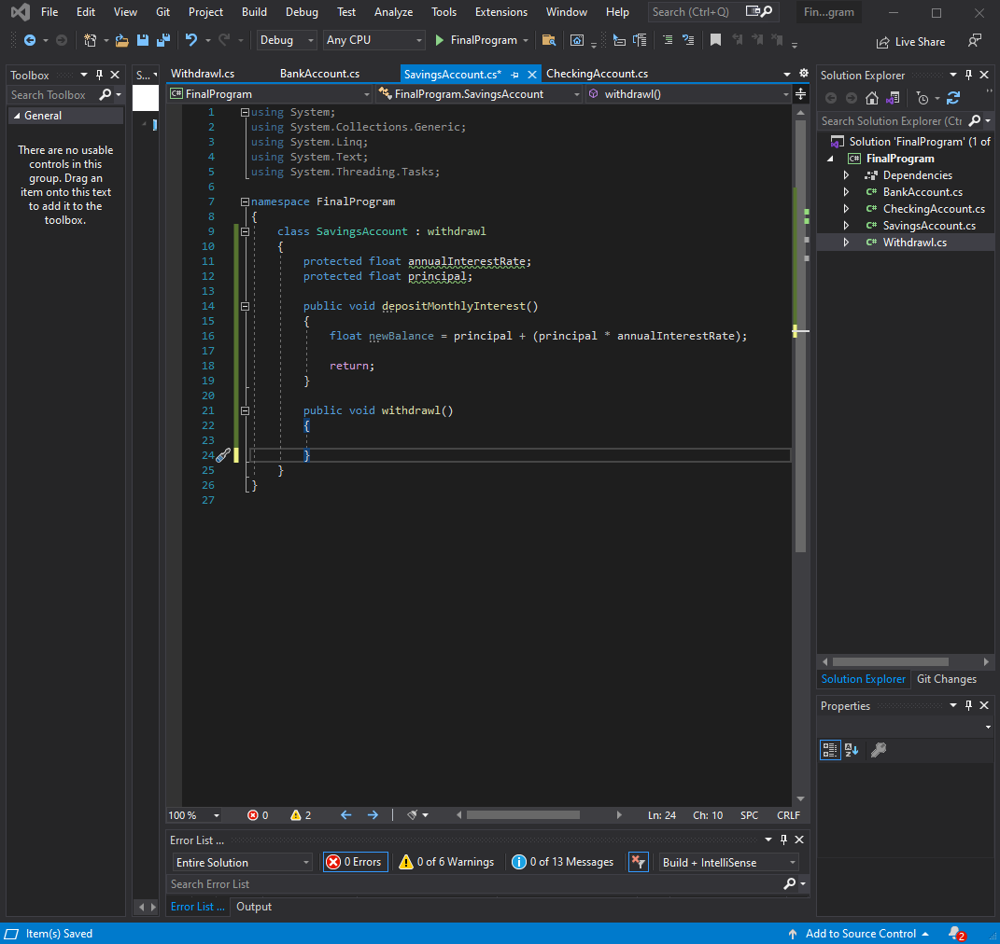 File Edit View Git Project Build Debug Test Analyze Tools Extensions Window Help Search (Ctrl+Q) Fin...gram
Debug Any CPU FinalProgram Live Share
Toolbox
Search Toolbox
General
There are no usable
controls in this
group. Drag an
item onto this text
to add it to the
toolbox.
S...
Withdrawl.cs BankAccount.cs SavingsAccount.cs* CheckingAccount.cs
C# FinalProgram FinalProgram.SavingsAccount withdrawl()
1 using System;
2 using System.Collections.Generic;
3 using System.Linq;
4 using System.Text;
5 using System.Threading.Tasks;
6
7 namespace FinalProgram
8 {
9 class SavingsAccount : withdrawl
10 {
11 protected float annualInterestRate;
12 protected float principal;
13
14 public void depositMonthlyInterest()
15 {
16 float newBalance = principal + (principal * annualInterestRate);
17
18 return;
19 }
20
21 public void withdrawl()
22 {
23
24 }
25 }
26 }
27
100 % 0 2 Ln: 24 Ch: 10 SPC CRLF
Error List ...
Entire Solution 0 Errors 0 of 6 Warnings 0 of 13 Messages Build + IntelliSense
Search Error List
Error List ... Output
Solution Explorer
Search Solution Explorer (Ctr
Solution 'FinalProgram' (1 of
C# FinalProgram
Dependencies
C# BankAccount.cs
C# CheckingAccount.cs
C# SavingsAccount.cs
C# Withdrawl.cs
Solution Explorer Git Changes
Properties
Item(s) Saved Add to Source Control 2